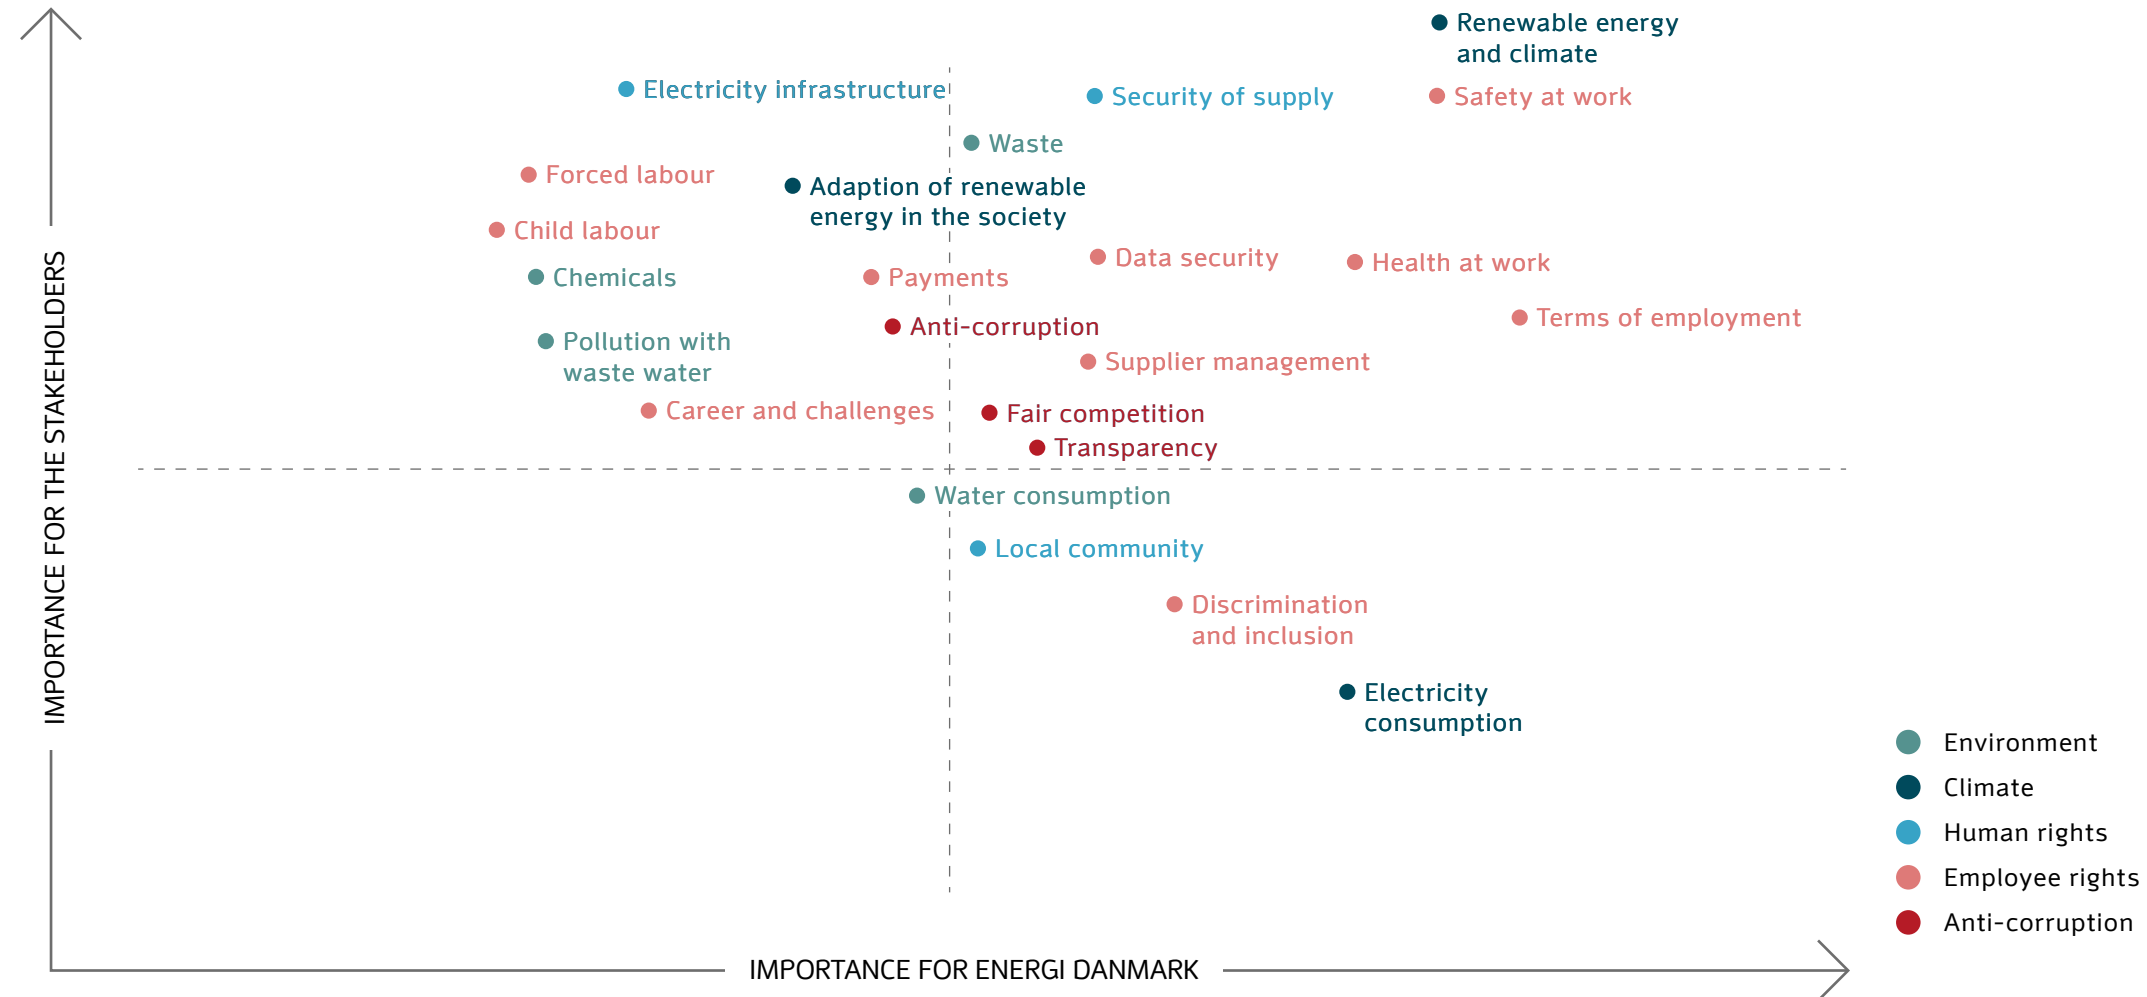 Renewable energy
and climate
Electricity infrastructure
Security of supply
Safety at work
Waste
Forced labour
Adaption of renewable
energy in the society
Child labour
Data security
Health at work
Chemicals
Payments
Terms of employment
Anti-corruption
Pollution with
waste water
Supplier management
Career and challenges
Fair competition
Transparency
Water consumption
Local community
Discrimination
and inclusion
Electricity
consumption
IMPORTANCE FOR THE STAKEHOLDERS
IMPORTANCE FOR ENERGI DANMARK
Environment
Climate
Human rights
Employee rights
Anti-corruption